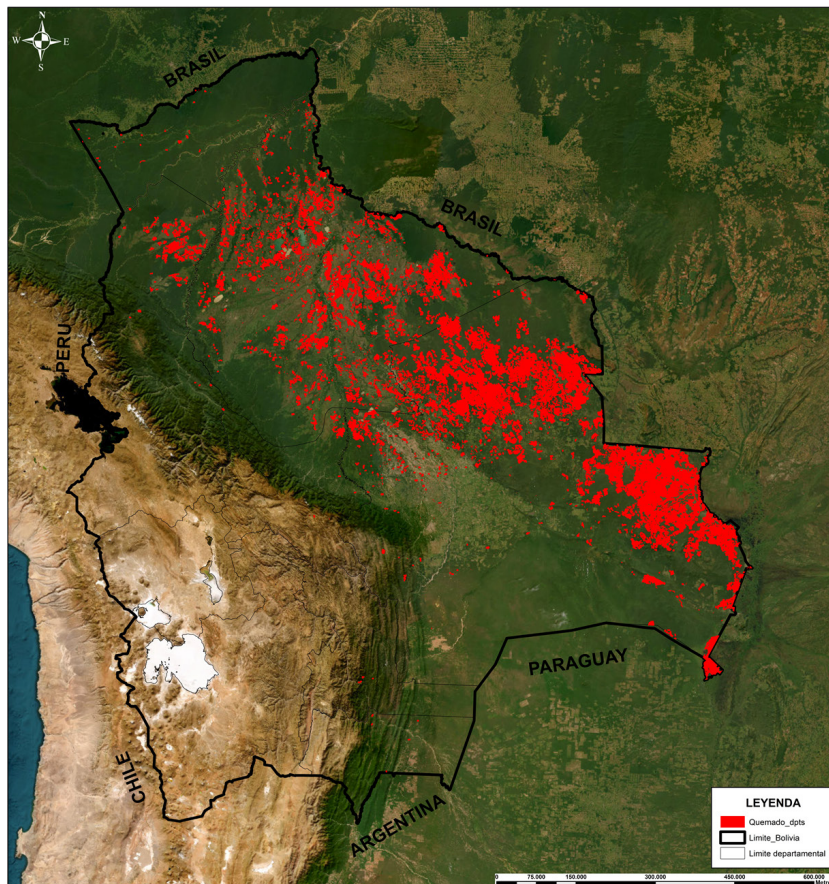 N
W E
S
BRASIL
BRASIL
PERU
PARAGUAY
CHILE
ARGENTINA
LEYENDA
Quemado_dpts
Limite_Bolivia
Limite departamental
0 75.000 150.000 300.000 450.000 600.000